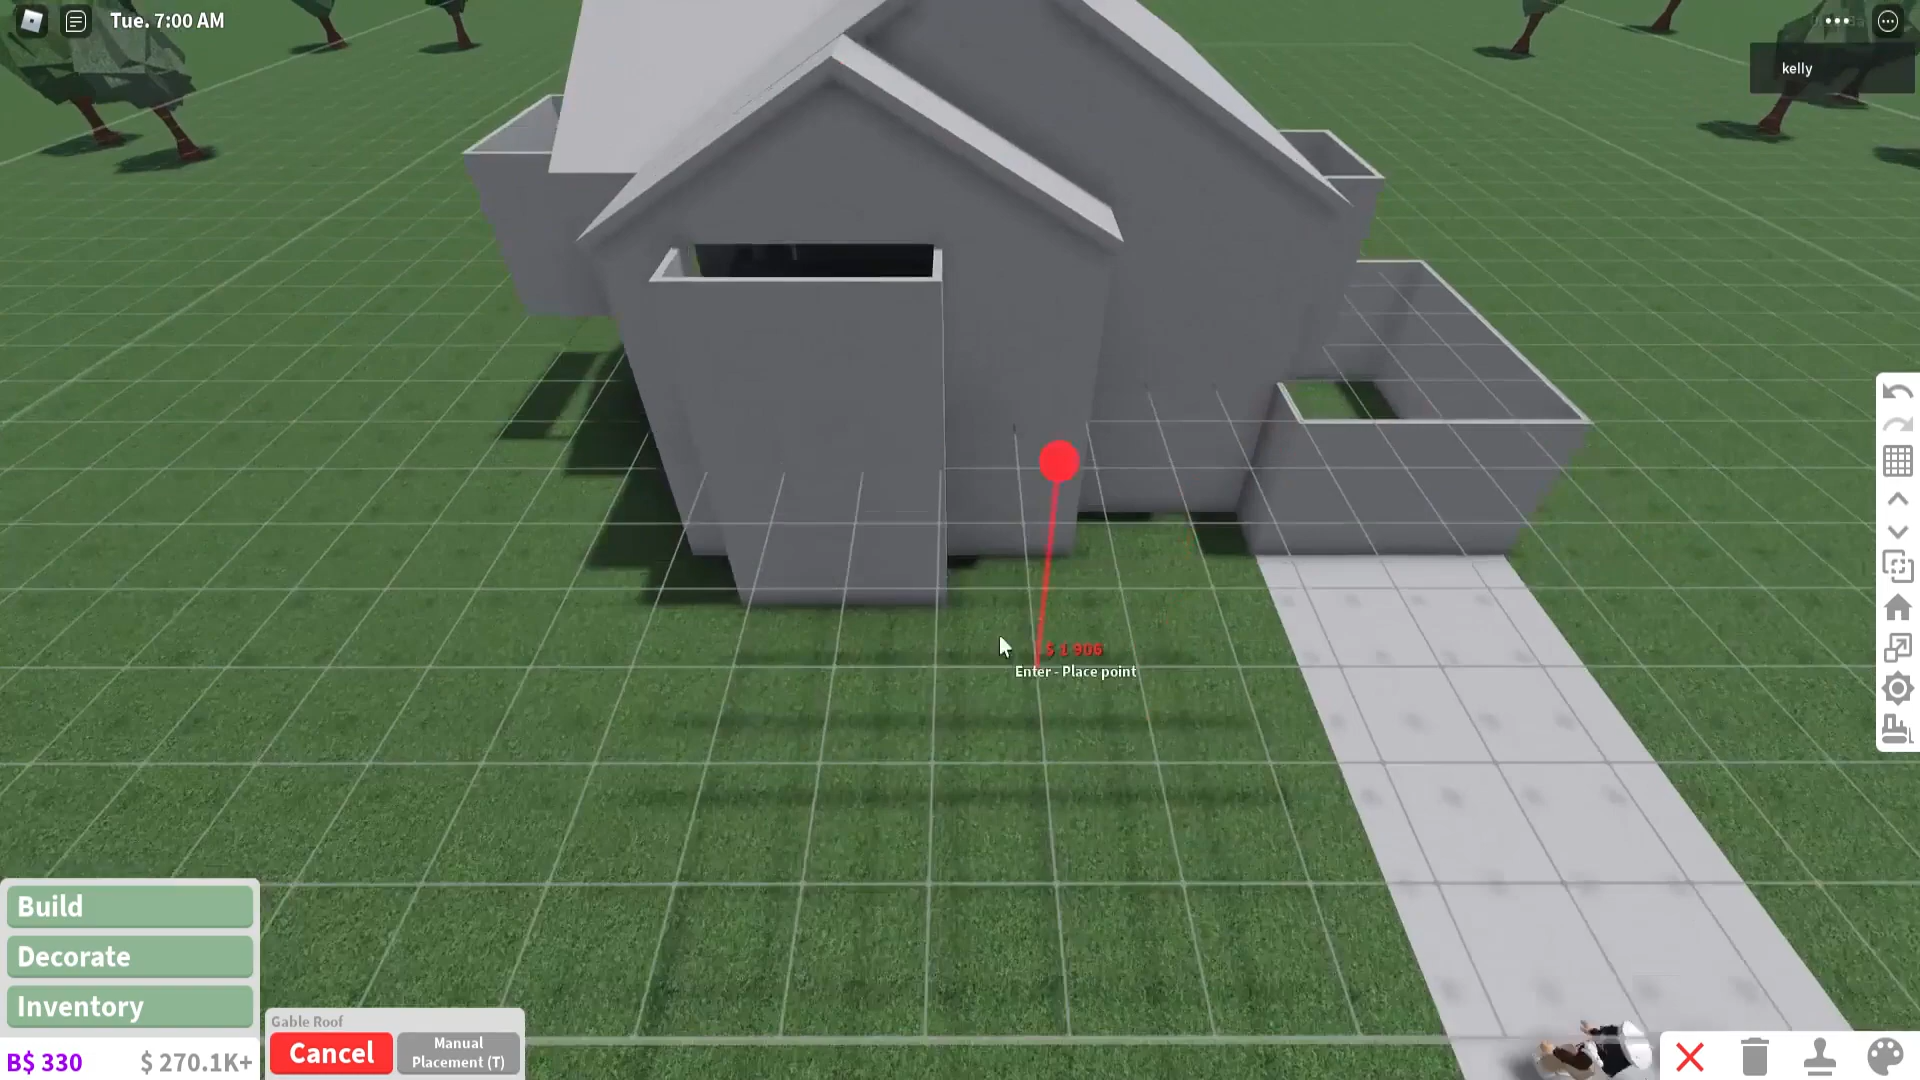 Tue. 7:00 AM
kelly
$ 1 906
Enter - Place point
Build
Decorate
Inventory
B$ 330
$ 270.1K+
Gable Roof
Cancel
Manual
Placement (T)